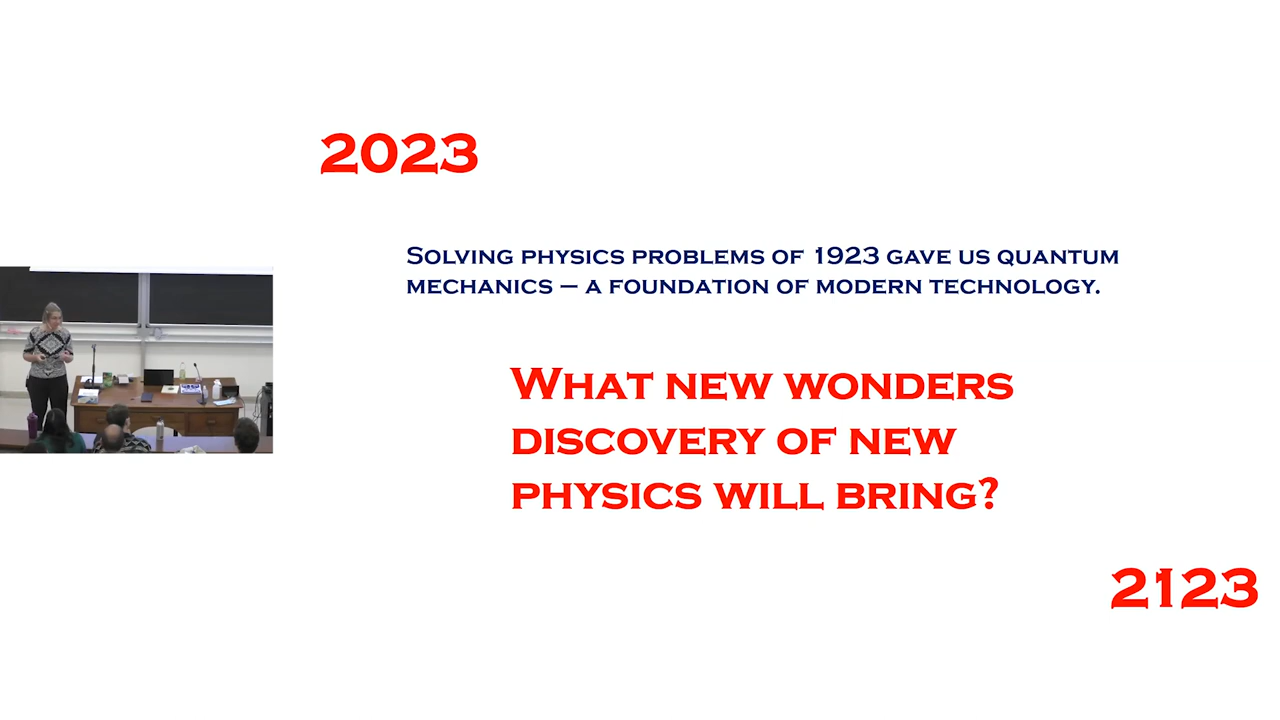 2023
Solving physics problems of 1923 gave us quantum
mechanics – a foundation of modern technology.
What new wonders
discovery of new
physics will bring?
2123